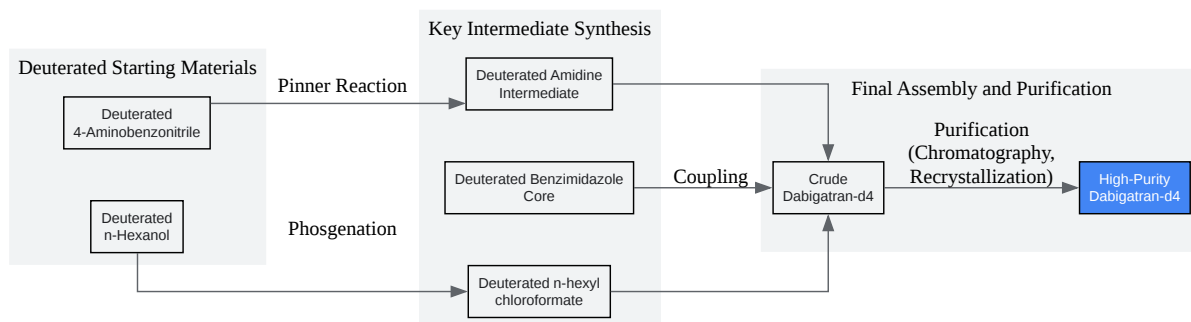 Deuterated Starting Materials
Deuterated
4-Aminobenzonitrile
Deuterated
n-Hexanol
Pinner Reaction
Phosgenation
Key Intermediate Synthesis
Deuterated Amidine
Intermediate
Deuterated Benzimidazole
Core
Deuterated n-hexyl
chloroformate
Coupling
Final Assembly and Purification
Crude
Dabigatran-d4
Purification
(Chromatography,
Recrystallization)
High-Purity
Dabigatran-d4